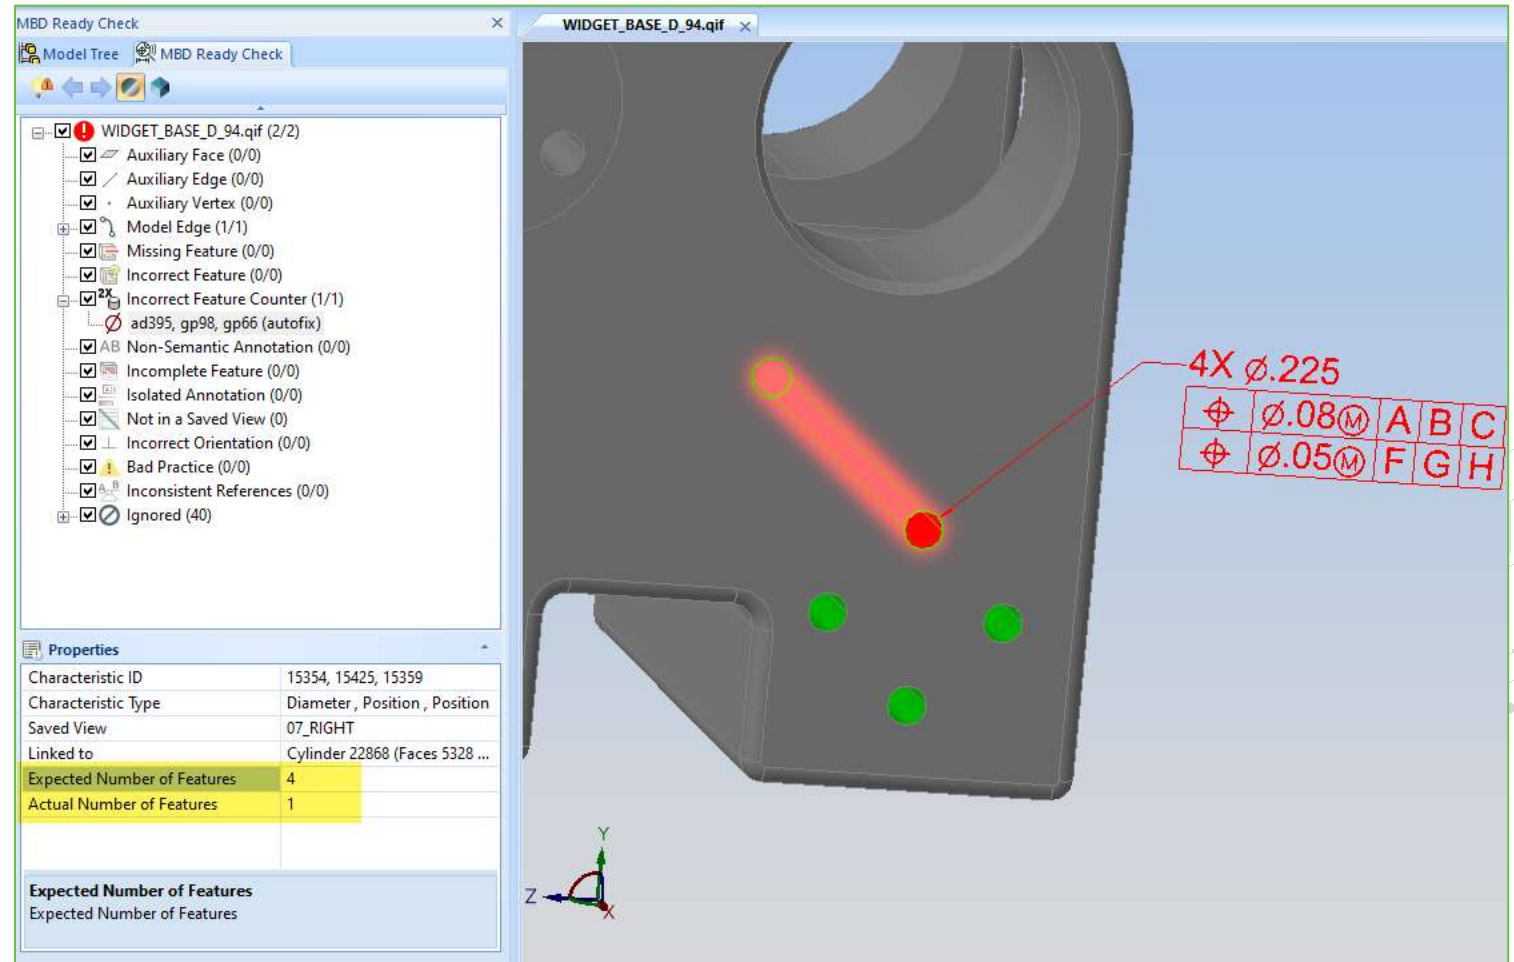 MBD Ready Check
WIDGET_BASE_D_94.qif
Model Tree
MBD Ready Check
WIDGET_BASE_D_94.qif (2/2)
Auxiliary Face (0/0)
Auxiliary Edge (0/0)
Auxiliary Vertex (0/0)
Model Edge (1/1)
Missing Feature (0/0)
Incorrect Feature (0/0)
2X Incorrect Feature Counter (1/1)
ad395, gp98, gp66 (autofix)
AB Non-Semantic Annotation (0/0)
Incomplete Feature (0/0)
Isolated Annotation (0/0)
Not in a Saved View (0)
Incorrect Orientation (0/0)
Bad Practice (0/0)
A B Inconsistent References (0/0)
Ignored (40)
4X ⌀.225
⌖ ⌀.08Ⓜ A B C
⌖ ⌀.05Ⓜ F G H
Properties
Characteristic ID 15354, 15425, 15359
Characteristic Type Diameter , Position , Position
Saved View 07_RIGHT
Linked to Cylinder 22868 (Faces 5328 ...
Expected Number of Features 4
Actual Number of Features 1
Expected Number of Features
Expected Number of Features
Y
Z
X